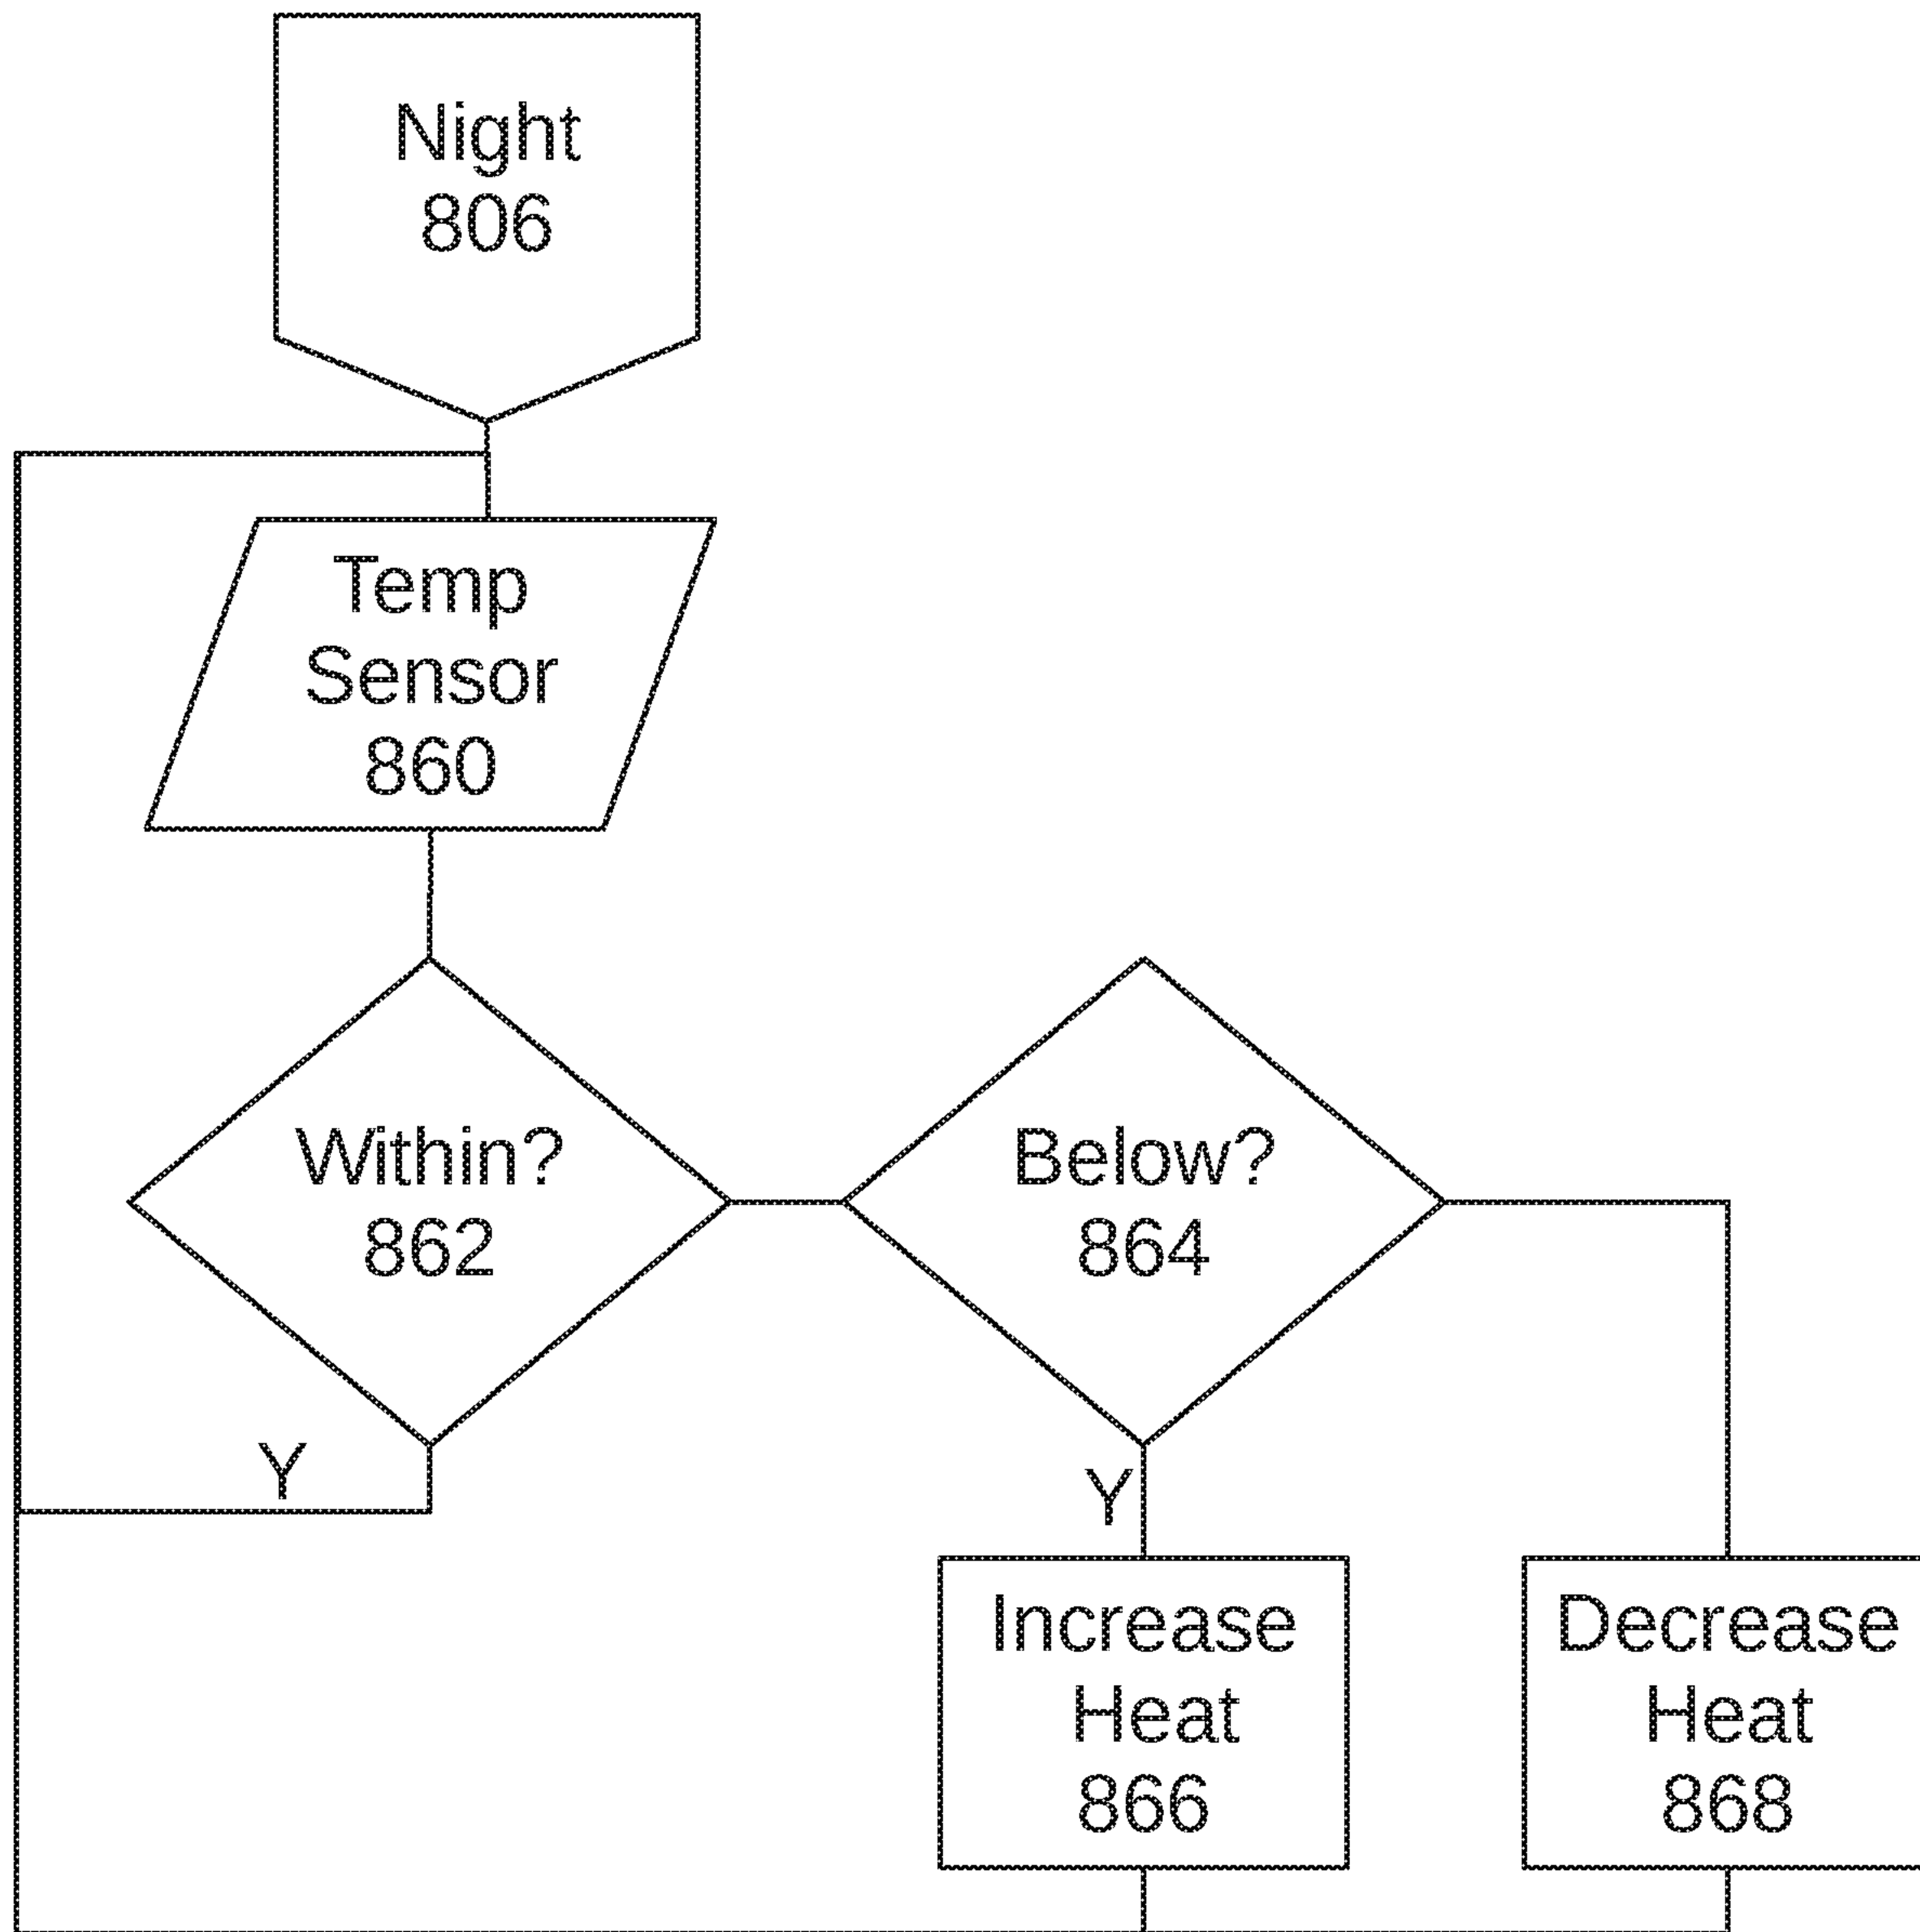 Night
806
Temp
Sensor
860
Within?
862
Below?
864
Y
Y
Increase
Heat
866
Decrease
Heat
868